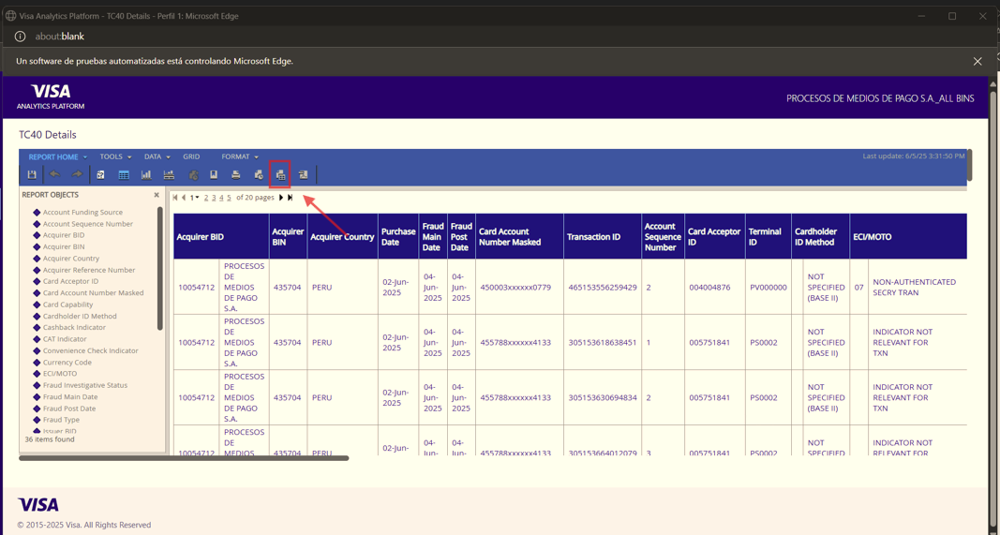 Visa Analytics Platform - TC40 Details - Perfil 1: Microsoft Edge
about:blank
Un software de pruebas automatizadas está controlando Microsoft Edge.
VISA
ANALYTICS PLATFORM
PROCESOS DE MEDIOS DE PAGO S.A_ALL BINS
TC40 Details
REPORT HOME TOOLS DATA GRID FORMAT
Last update: 6/5/25 3:31:50 PM
REPORT OBJECTS
Account Funding Source
Account Sequence Number
Acquirer BID
Acquirer BIN
Acquirer Country
Acquirer Reference Number
Card Acceptor ID
Card Account Number Masked
Card Capability
Cardholder ID Method
Cashback Indicator
CAT Indicator
Convenience Check Indicator
Currency Code
ECI/MOTO
Fraud Investigative Status
Fraud Main Date
Fraud Post Date
Fraud Type
Issuer BID
36 items found
1 2 3 4 5 of 20 pages
Acquirer BID
Acquirer
BIN
Acquirer Country
Purchase
Date
Fraud
Main
Date
Fraud
Post
Date
Card Account
Number Masked
Transaction ID
Account
Sequence
Number
Card Acceptor
ID
Terminal
ID
Cardholder
ID Method
ECI/MOTO
10054712
PROCESOS
DE
MEDIOS
DE PAGO
S.A.
435704
PERU
02-Jun-
2025
04-
Jun-
2025
04-
Jun-
2025
450003xxxxxx0779
465153556259429
2
004004876
PV000000
NOT
SPECIFIED
(BASE II)
07
NON-AUTHENTICATED
SECRY TRAN
10054712
PROCESOS
DE
MEDIOS
DE PAGO
S.A.
435704
PERU
02-Jun-
2025
04-
Jun-
2025
04-
Jun-
2025
455788xxxxxx4133
305153618638451
1
005751841
PS0002
NOT
SPECIFIED
(BASE II)
INDICATOR NOT
RELEVANT FOR
TXN
10054712
PROCESOS
DE
MEDIOS
DE PAGO
S.A.
435704
PERU
02-Jun-
2025
04-
Jun-
2025
04-
Jun-
2025
455788xxxxxx4133
305153630694834
2
005751841
PS0002
NOT
SPECIFIED
(BASE II)
INDICATOR NOT
RELEVANT FOR
TXN
10054712
PROCESOS
DE
MEDIOS
435704
PERU
02-Jun-
04-
Jun-
04-
Jun-
455788xxxxxx4133
305153664012079
3
005751841
PS0002
NOT
SPECIFIED
INDICATOR NOT
RELEVANT FOR
VISA
© 2015-2025 Visa. All Rights Reserved